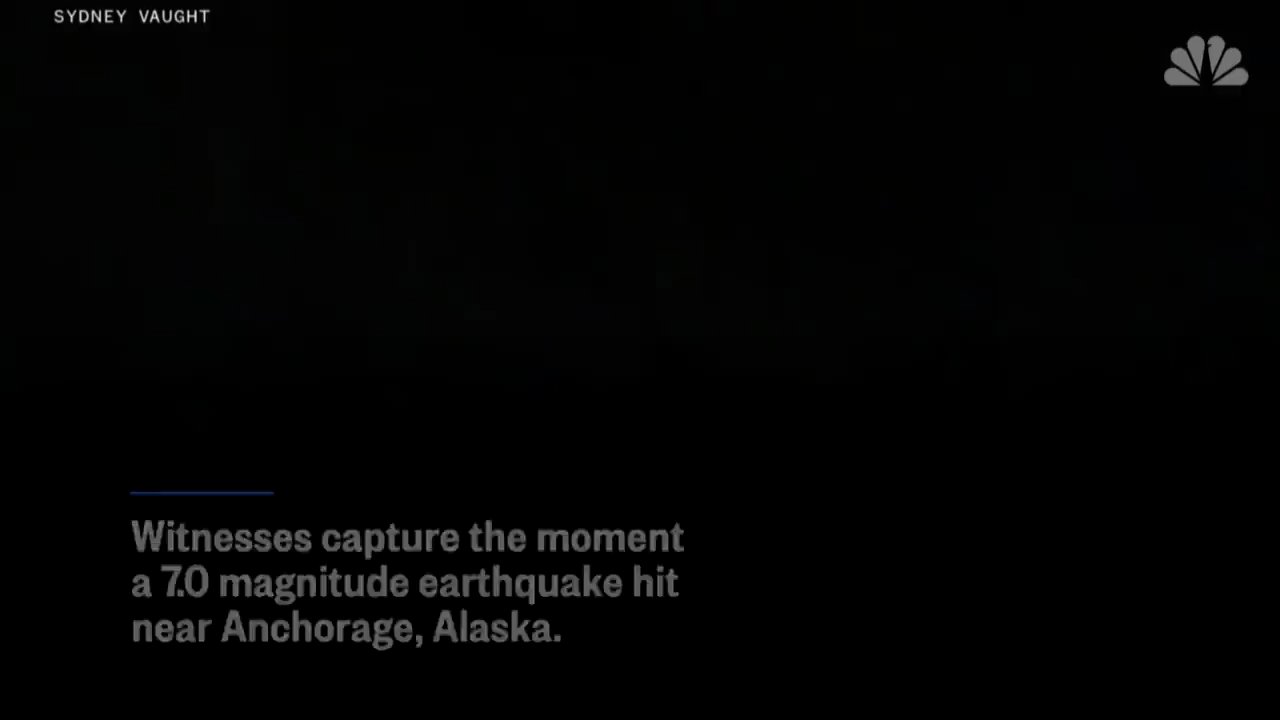 SYDNEY VAUGHT
Witnesses capture the moment
a 7.0 magnitude earthquake hit
near Anchorage, Alaska.